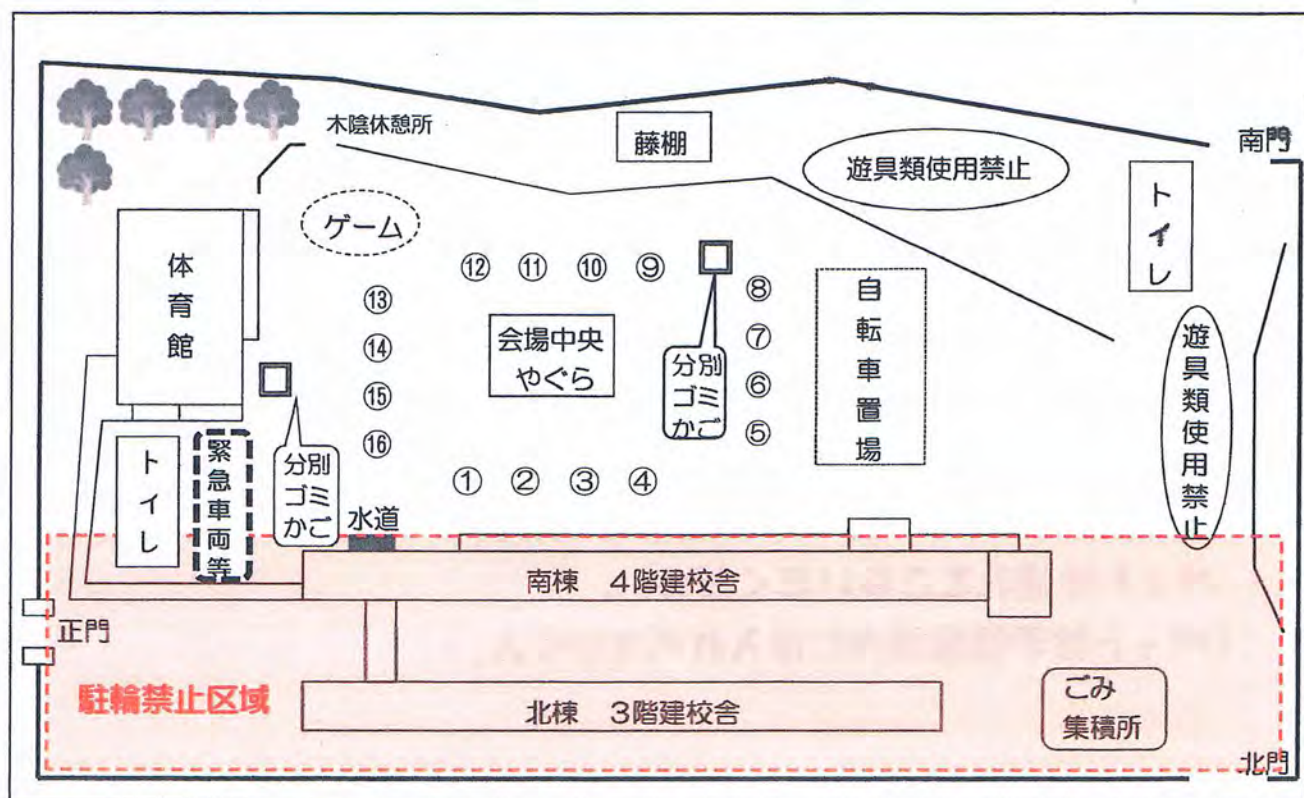 木陰休憩所
藤棚
遊具類使用禁止
南門
トイレ
ゲーム
体育館
⑫ ⑪ ⑩ ⑨
⑬
⑭
⑮
⑯
会場中央
やぐら
分別
ゴミ
かご
⑧
⑦
⑥
⑤
自転車置場
遊具類使用禁止
トイレ
緊急車両等
分別
ゴミ
かご
① ② ③ ④
水道
南棟 4階建校舎
正門
駐輪禁止区域
北棟 3階建校舎
ごみ
集積所
北門